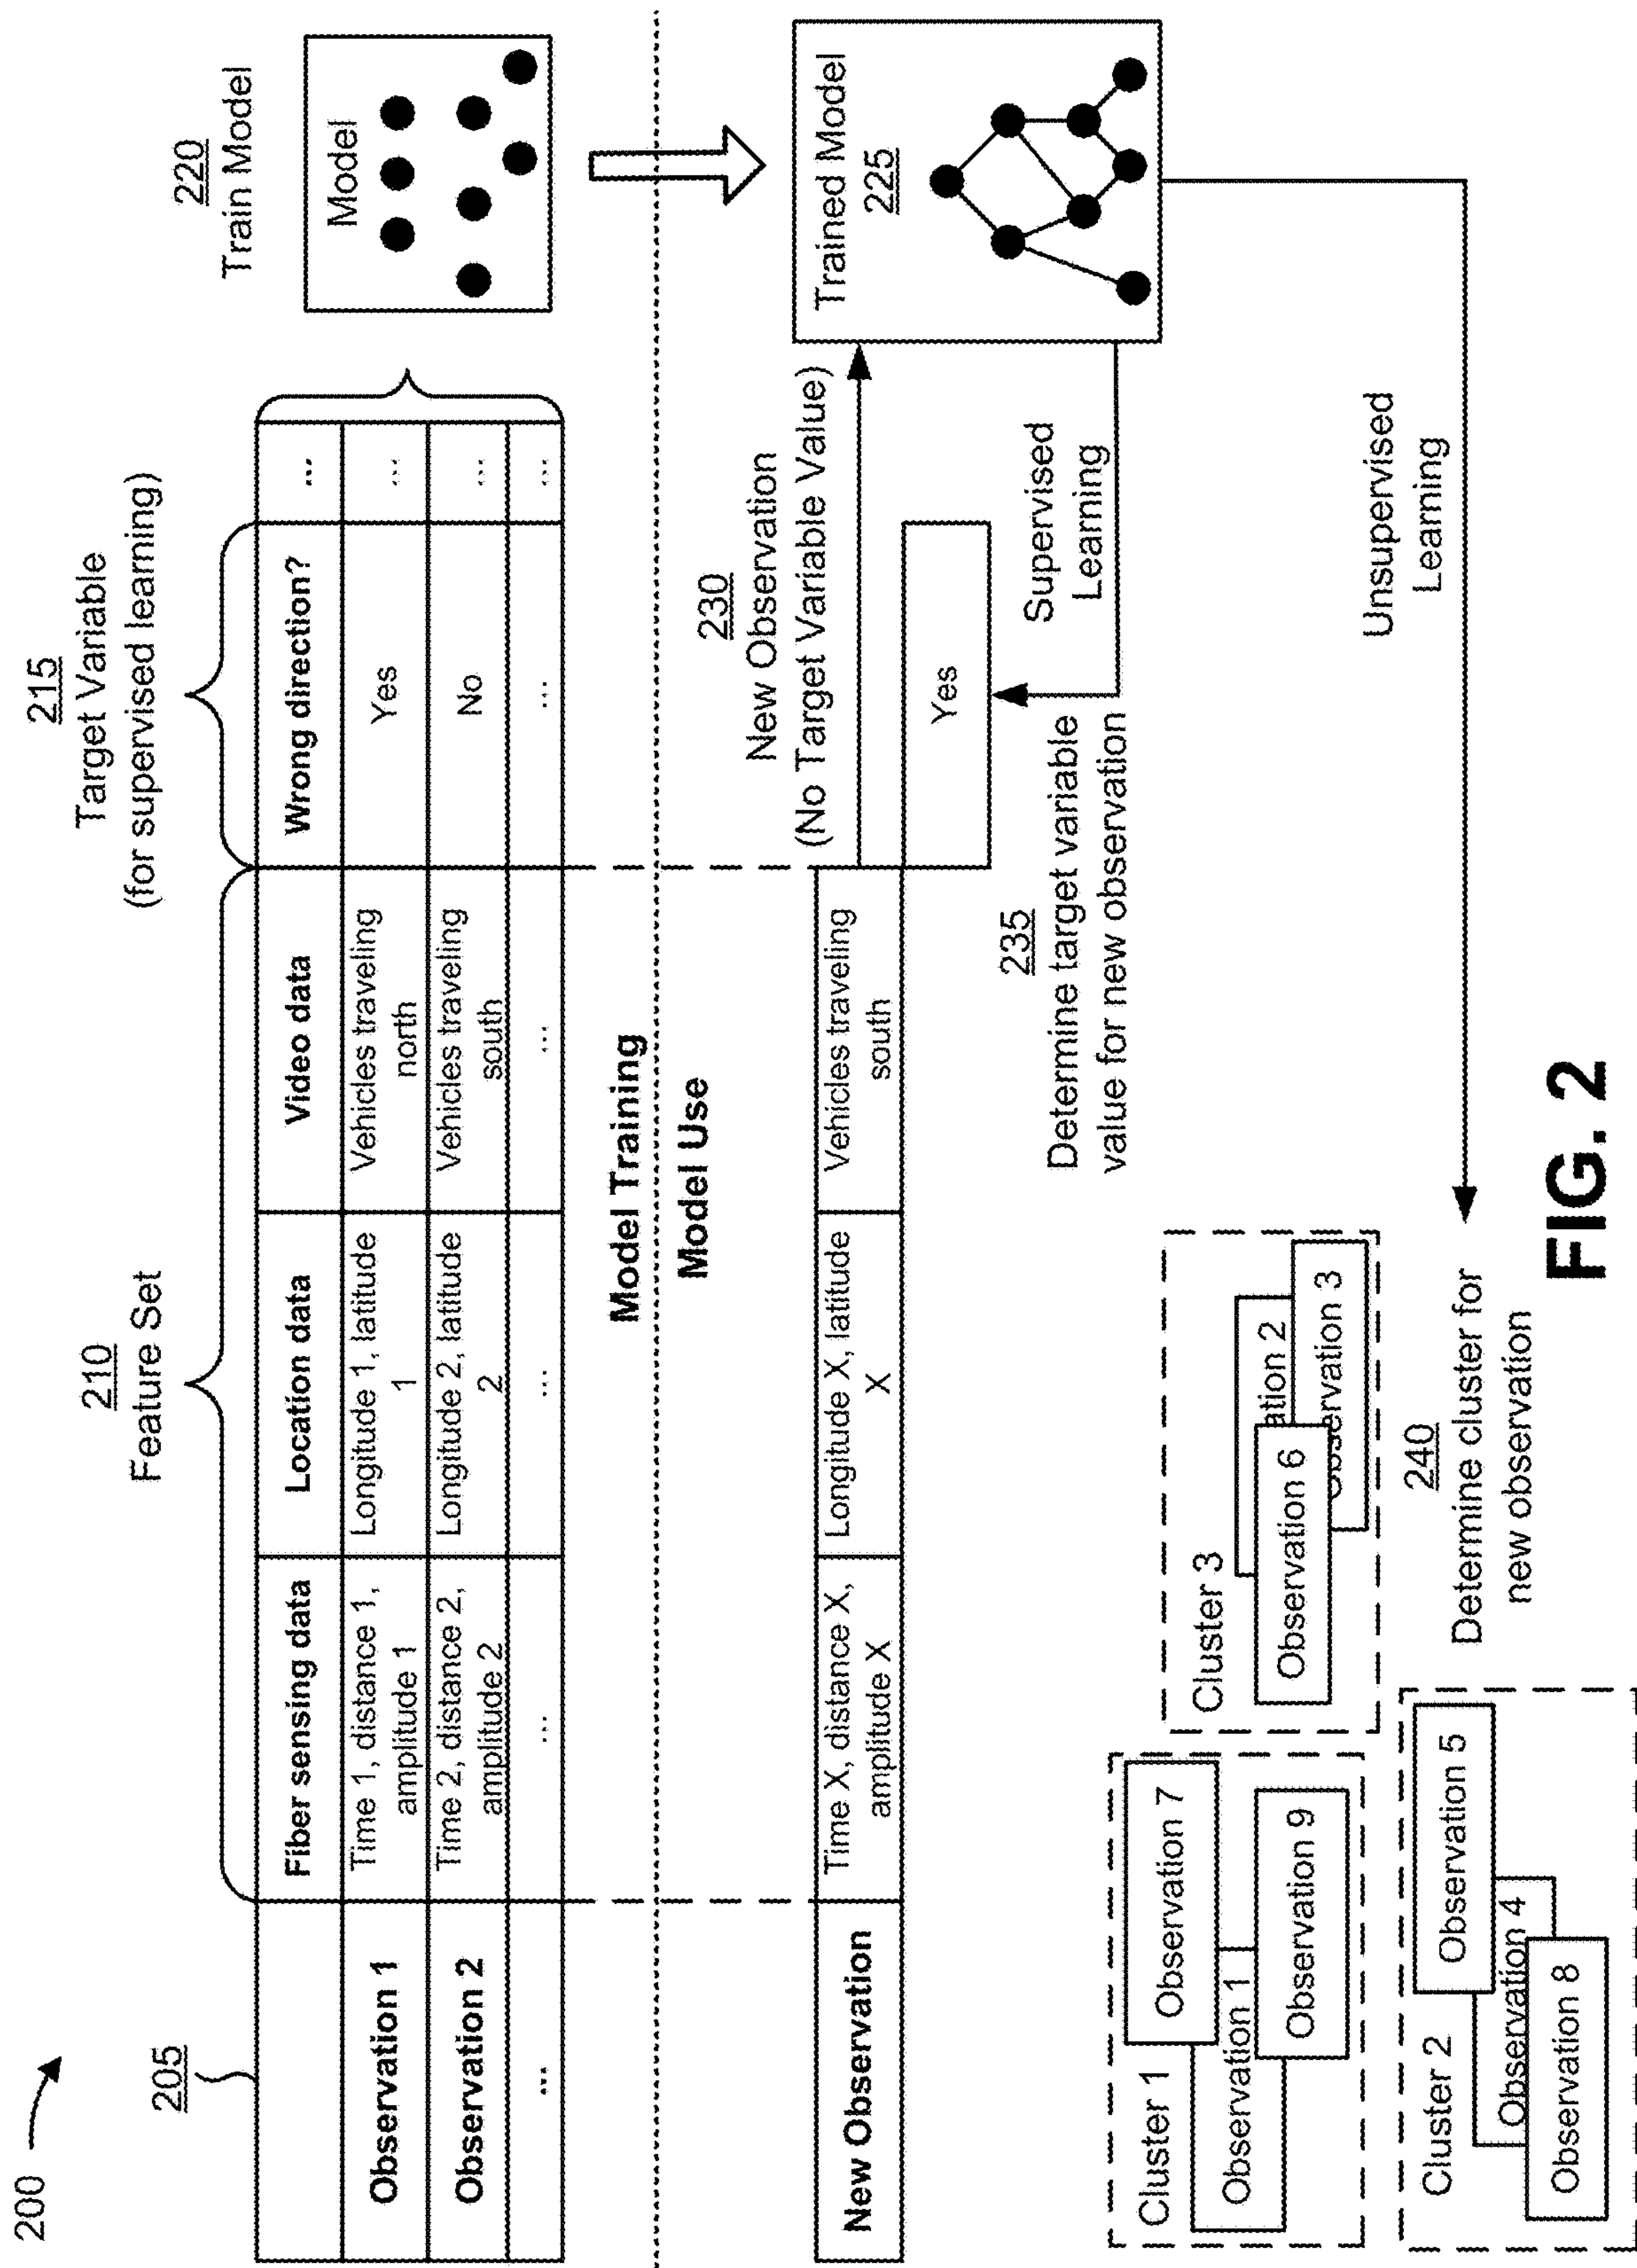 200
205
210
Feature Set
215
Target Variable
(for supervised learning)
220
Train Model
Fiber sensing data
Location data
Video data
Wrong direction?
...
Observation 1
Time 1, distance 1,
amplitude 1
Longitude 1, latitude
1
Vehicles traveling
north
Yes
...
Observation 2
Time 2, distance 2,
amplitude 2
Longitude 2, latitude
2
Vehicles traveling
south
No
...
...
...
...
...
...
...
Model
Model Training
Model Use
230
New Observation
(No Target Variable Value)
New Observation
Time X, distance X,
amplitude X
Longitude X, latitude
X
Vehicles traveling
south
Yes
Trained Model
225
235
Determine target variable
value for new observation
Supervised
Learning
Unsupervised
Learning
Cluster 1
Observation 7
Observation 1
Observation 9
Cluster 3
ation 2
Observation 6
bservation 3
Cluster 2
Observation 5
Observation 4
Observation 8
240
Determine cluster for
new observation
FIG. 2